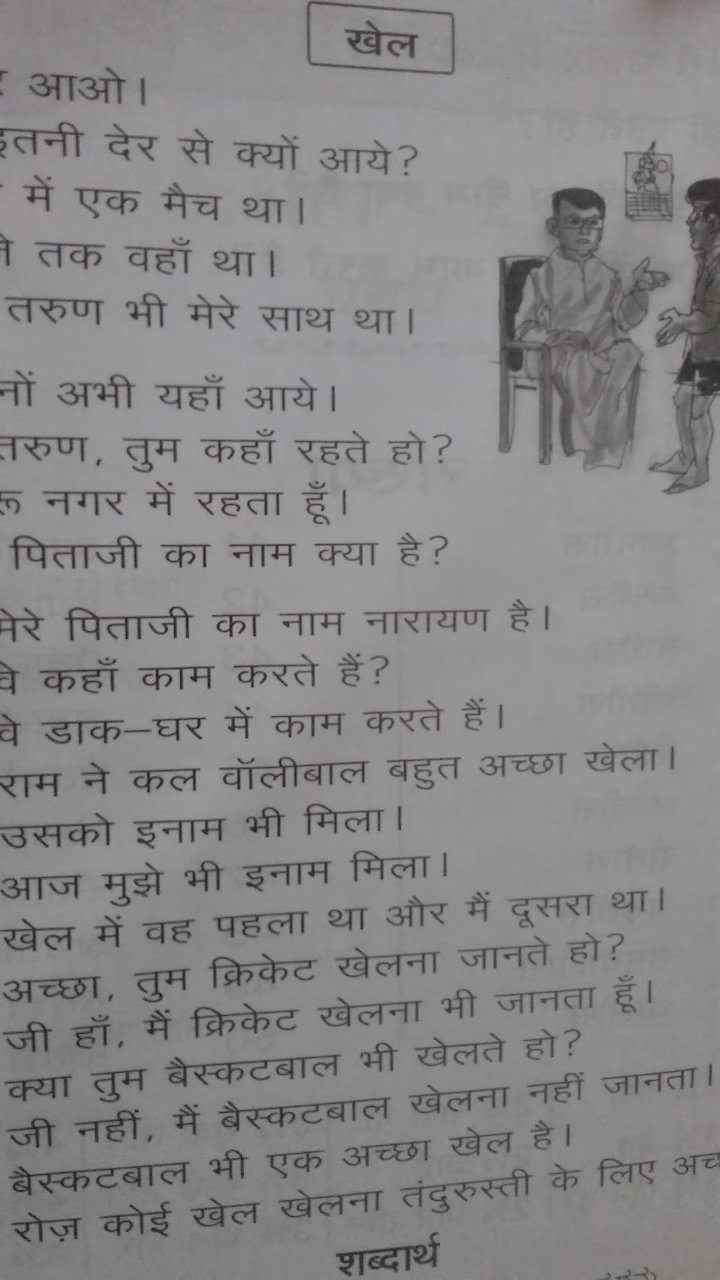 खेल
आओ।
इतनी देर से क्यों आये?
में एक मैच था।
तक वहाँ था।
तरुण भी मेरे साथ था।
अभी यहाँ आये।
तरुण, तुम कहाँ रहते हो?
नगर में रहता हूँ।
पिताजी का नाम क्या है?
मेरे पिताजी का नाम नारायण है।
वे कहाँ काम करते हैं?
वे डाक–घर में काम करते हैं।
राम ने कल वॉलीबाल बहुत अच्छा खेला।
उसको इनाम भी मिला।
आज मुझे भी इनाम मिला।
खेल में वह पहला था और मैं दूसरा था।
अच्छा, तुम क्रिकेट खेलना जानते हो?
जी हाँ, मैं क्रिकेट खेलना भी जानता हूँ।
क्या तुम बैस्कटबाल भी खेलते हो?
जी नहीं, मैं बैस्कटबाल खेलना नहीं जानता।
बैस्कटबाल भी एक अच्छा खेल है।
रोज़ कोई खेल खेलना तंदुरुस्ती के लिए
शब्दार्थ